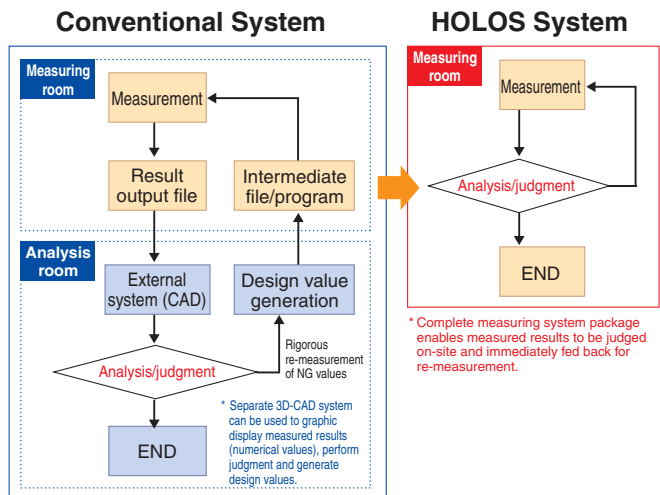 Conventional System
HOLOS System
Measuring
room
Measurement
Result
output file
Intermediate
file/program
Analysis
room
External
system (CAD)
Design value
generation
Analysis/judgment
Rigorous
re-measurement
of NG values
END
* Separate 3D-CAD system
can be used to graphic
display measured results
(numerical values), perform
judgment and generate
design values.
Measuring
room
Measurement
Analysis/judgment
END
* Complete measuring system package
enables measured results to be judged
on-site and immediately fed back for
re-measurement.